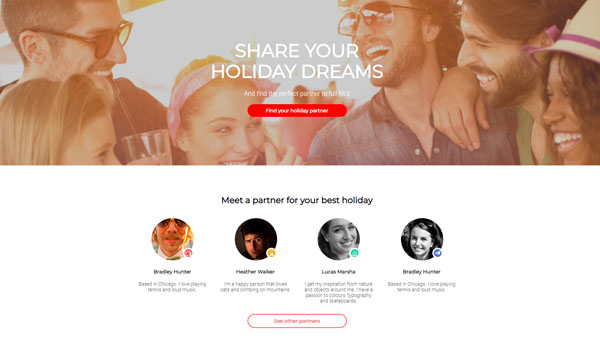 SHARE YOUR
HOLIDAY DREAMS
And find the perfect partner to full fill it
Find your holiday partner
Meet a partner for your best holiday
Bradley Hunter
Based in Chicago. I love playing
tennis and loud music.
Heather Walker
I'm a happy person that loves
cats and climbing on mountains
Lucas Marsha
I get my inspiration from nature
and objects around me. I have a
passion to colours, typography
and skateboards.
Bradley Hunter
Based in Chicago. I love playing
tennis and loud music.
See other partners